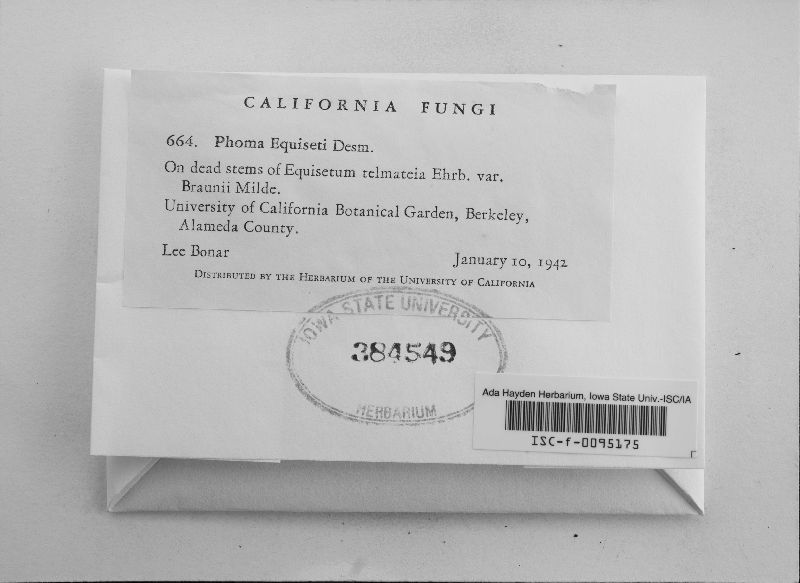 CALIFORNIA FUNGI
664. Phoma Equiseti Desm.
On dead stems of Equisetum telmateia Ehrb. var.
Braunii Milde.
University of California Botanical Garden, Berkeley,
Alameda County.
Lee Bonar January 10, 1942
DISTRIBUTED BY THE HERBARIUM OF THE UNIVERSITY OF CALIFORNIA
IOWA STATE UNIVERSITY
384549
HERBARIUM
Ada Hayden Herbarium, Iowa State Univ.-ISC/IA
ISC-f-0095175